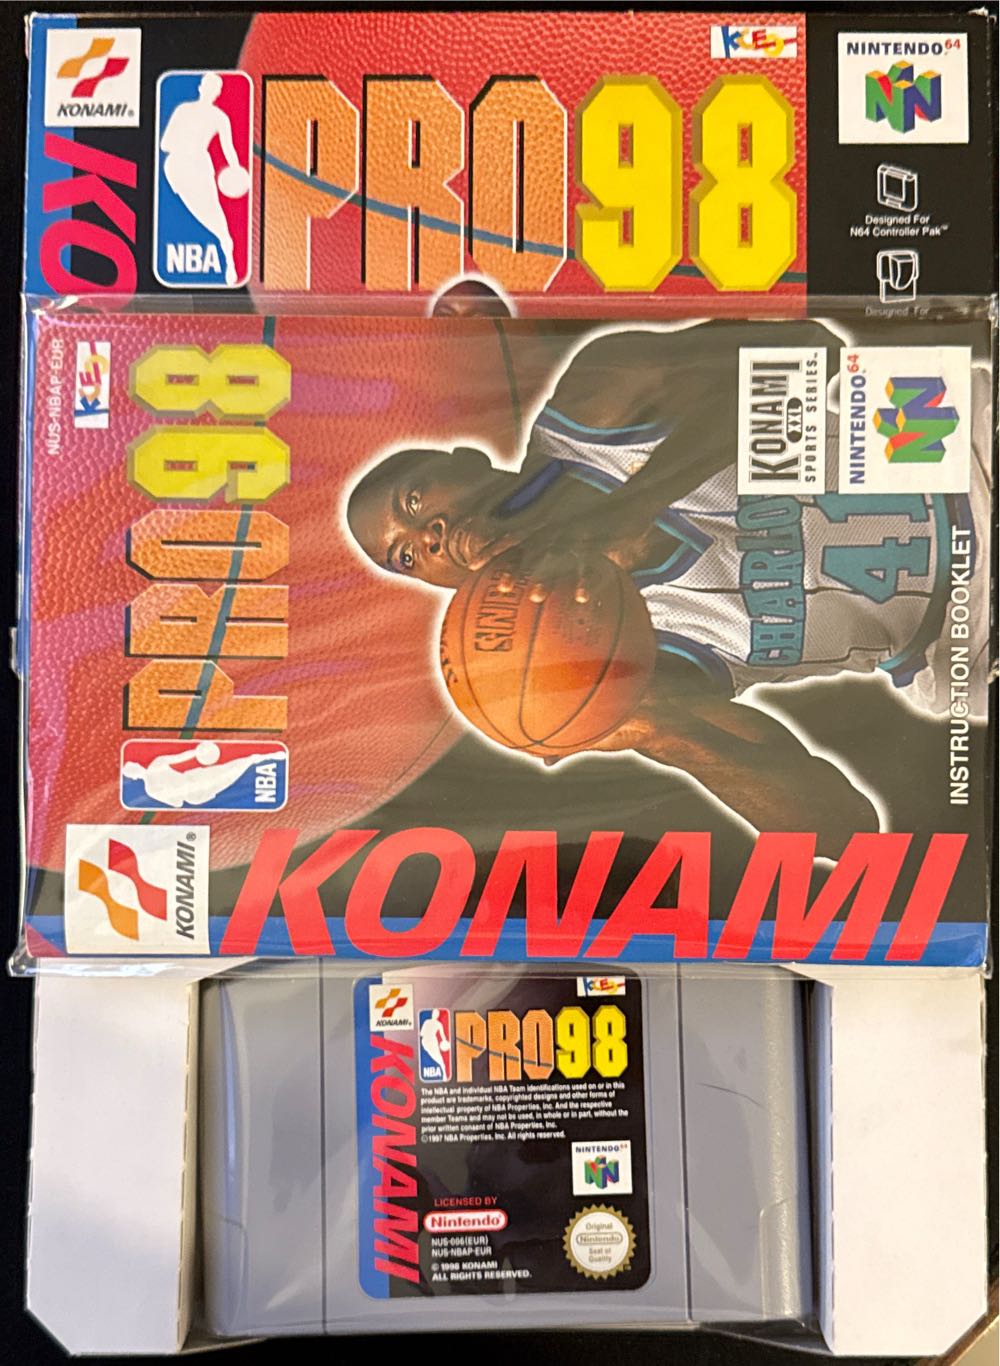 KONAMI®
KO
NBA
PRO98
KCEO
NINTENDO64
Designed For
N64 Controller Pak™
Designed For
NUS-NBAP-EUR
KCEO
NBA
PRO98
KONAMI
XXL
SPORTS SERIES™
NINTENDO64
CHARLO
41
INSTRUCTION BOOKLET
KONAMI®
KONAMI
KONAMI
KCEO
NBA
PRO98
KONAMI
The NBA and individual NBA Team identifications used on or in this
product are trademarks, copyrighted designs and other forms of
intellectual property of NBA Properties, Inc. And the respective
member Teams and may not be used, in whole or in part, without the
prior written consent of NBA Properties, Inc.
©1997 NBA Properties, Inc. All rights reserved.
NINTENDO64
LICENSED BY
Nintendo®
NUS-006(EUR)
NUS-NBAP-EUR
© 1998 KONAMI
ALL RIGHTS RESERVED.
Original
Nintendo
Seal of
Quality